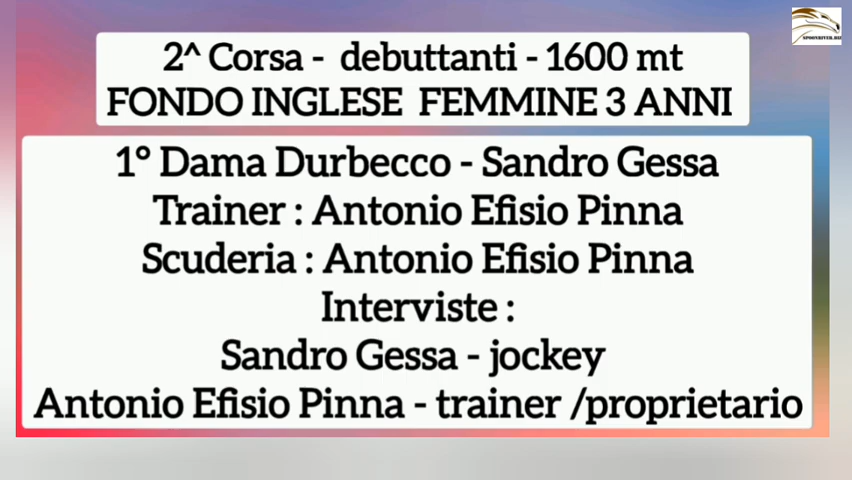 2^ Corsa - debuttanti - 1600 mt
FONDO INGLESE FEMMINE 3 ANNI
1° Dama Durbecco - Sandro Gessa
Trainer : Antonio Efisio Pinna
Scuderia : Antonio Efisio Pinna
Interviste :
Sandro Gessa - jockey
Antonio Efisio Pinna - trainer /proprietario